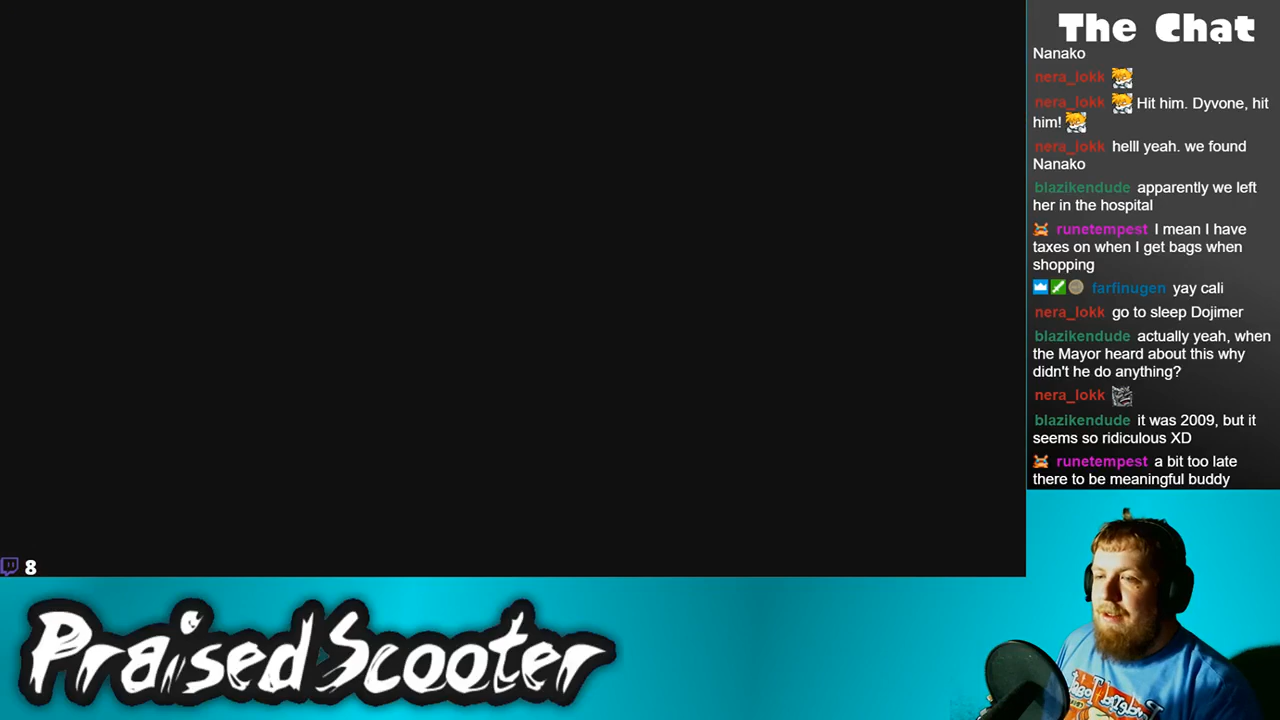 The Chat
Nanako
nera_lokk
nera_lokk Hit him. Dyvone, hit
him!
nera_lokk helll yeah. we found
Nanako
blazikendude apparently we left
her in the hospital
runetempest I mean I have
taxes on when I get bags when
shopping
farfinugen yay cali
nera_lokk go to sleep Dojimer
blazikendude actually yeah, when
the Mayor heard about this why
didn't he do anything?
nera_lokk
blazikendude it was 2009, but it
seems so ridiculous XD
runetempest a bit too late
there to be meaningful buddy
8
PraisedScooter